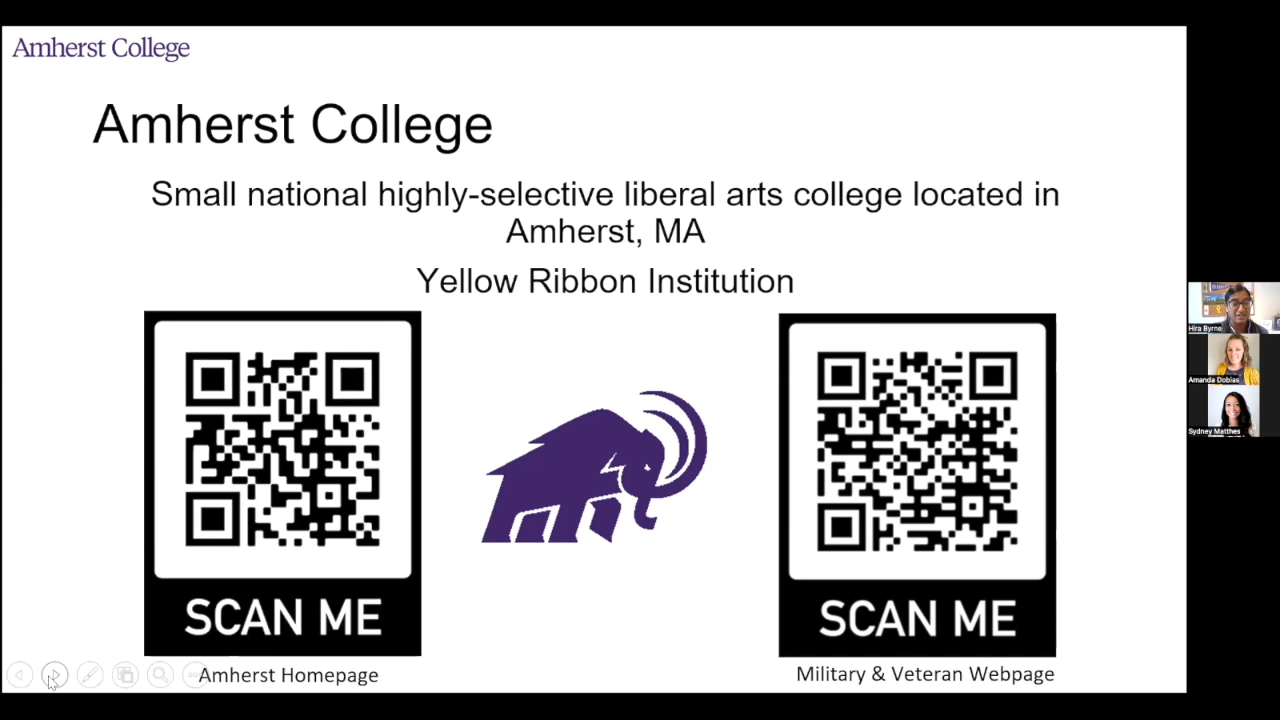 Amherst College
Amherst College
Small national highly-selective liberal arts college located in
Amherst, MA
Yellow Ribbon Institution
SCAN ME
SCAN ME
Amherst Homepage
Military & Veteran Webpage
Hira Byrne
Amanda Dobias
Sydney Matthes